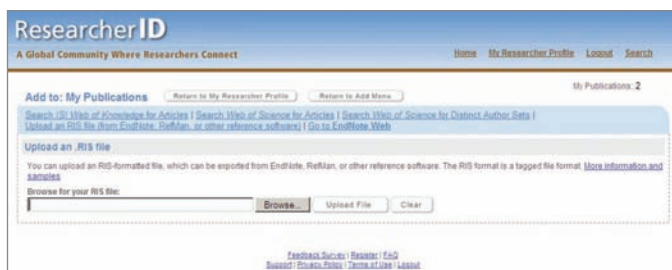 ResearcherID
A Global Community Where Researchers Connect
Home My Researcher Profile Logout Search
My Publications: 2
Add to: My Publications Return to My Researcher Profile Return to Add Menu
Search ISI Web of Knowledge for Articles | Search Web of Science for Articles | Search Web of Science for Distinct Author Sets |
Upload an RIS file (from EndNote, RefMan, or other reference software) | Go to EndNote Web
Upload an .RIS file
You can upload an RIS-formatted file, which can be exported from EndNote, RefMan, or other reference software. The RIS format is a tagged file format. More information and
samples
Browse for your RIS file:
Browse... Upload File Clear
Feedback Survey | Register | FAQ
Support | Privacy Policy | Terms of Use | Logout